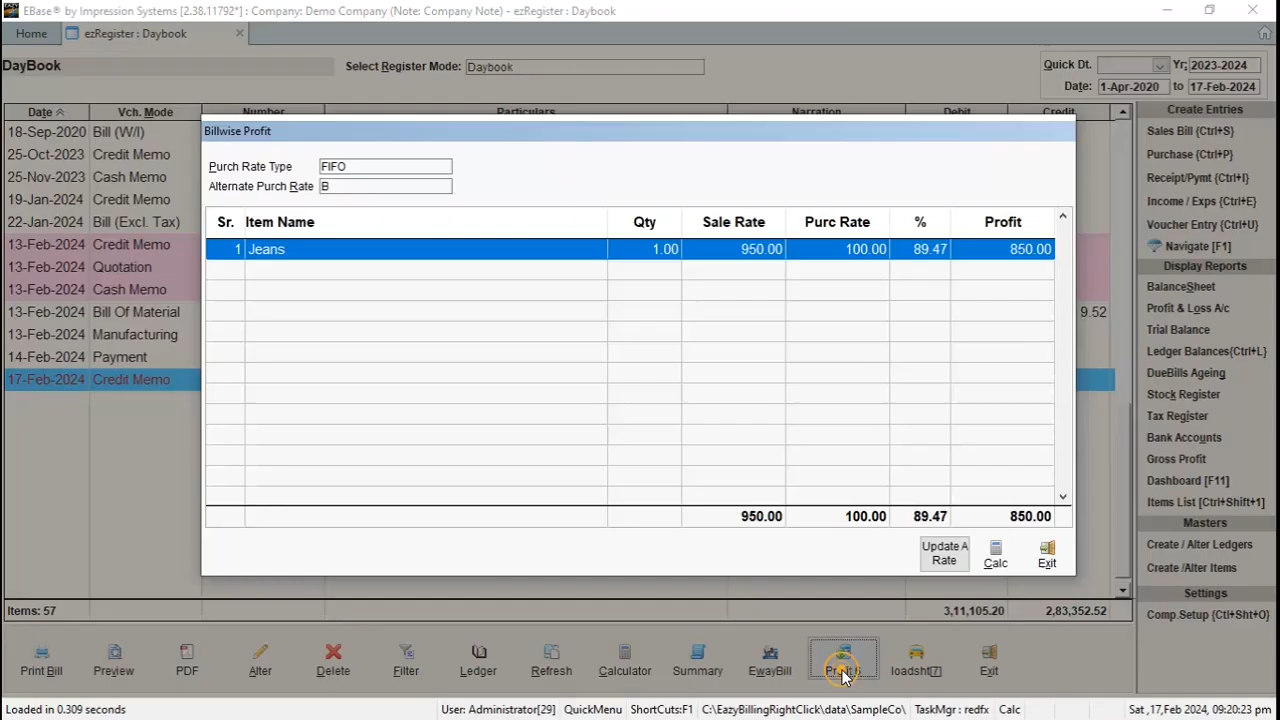 EBase® by Impression Systems [2.38.11792*] : Company: Demo Company (Note: Company Note) - ezRegister : Daybook
Home ezRegister : Daybook
DayBook Select Register Mode: Daybook
Quick Dt. Yr: 2023-2024
Date: 1-Apr-2020 to 17-Feb-2024
Date Vch. Mode Number Particulars Narration Debit Credit
18-Sep-2020 Bill (W/I)
25-Oct-2023 Credit Memo
25-Nov-2023 Cash Memo
19-Jan-2024 Credit Memo
22-Jan-2024 Bill (Excl. Tax)
13-Feb-2024 Credit Memo
13-Feb-2024 Quotation
13-Feb-2024 Cash Memo
13-Feb-2024 Bill Of Material 9.52
13-Feb-2024 Manufacturing
14-Feb-2024 Payment
17-Feb-2024 Credit Memo
Billwise Profit
Purch Rate Type FIFO
Alternate Purch Rate B
Sr. Item Name Qty Sale Rate Purc Rate % Profit
1 Jeans 1.00 950.00 100.00 89.47 850.00
950.00 100.00 89.47 850.00
Update A
Rate
Calc
Exit
Create Entries
Sales Bill {Ctrl+S}
Purchase {Ctrl+P}
Receipt/Pymt {Ctrl+I}
Income / Exps {Ctrl+E}
Voucher Entry {Ctrl+U}
Navigate [F1]
Display Reports
BalanceSheet
Profit & Loss A/c
Trial Balance
Ledger Balances{Ctrl+L}
DueBills Ageing
Stock Register
Tax Register
Bank Accounts
Gross Profit
Dashboard [F11]
Items List [Ctrl+Shift+1]
Masters
Create / Alter Ledgers
Create /Alter Items
Settings
Comp.Setup {Ctl+Sht+O}
Items: 57 3,11,105.20 2,83,352.52
Print Bill Preview PDF Alter Delete Filter Ledger Refresh Calculator Summary EwayBill loadsht[7] Exit
Loaded in 0.309 seconds User: Administrator[29] QuickMenu ShortCuts:F1 C:\EazyBillingRightClick\data\SampleCo\ TaskMgr : redfx Calc Sat ,17,Feb 2024, 09:20:23 pm